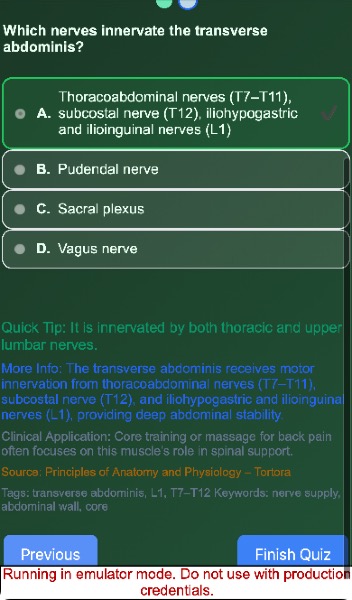 Which nerves innervate the transverse
abdominis?
Thoracoabdominal nerves (T7–T11),
A. subcostal nerve (T12), iliohypogastric
and ilioinguinal nerves (L1)
B. Pudendal nerve
C. Sacral plexus
D. Vagus nerve
Quick Tip: It is innervated by both thoracic and upper
lumbar nerves.
More Info: The transverse abdominis receives motor
innervation from thoracoabdominal nerves (T7–T11),
subcostal nerve (T12), and iliohypogastric and ilioinguinal
nerves (L1), providing deep abdominal stability.
Clinical Application: Core training or massage for back pain
often focuses on this muscle's role in spinal support.
Source: Principles of Anatomy and Physiology – Tortora
Tags: transverse abdominis, L1, T7–T12 Keywords: nerve supply,
abdominal wall, core
Previous
Finish Quiz
Running in emulator mode. Do not use with production
credentials.